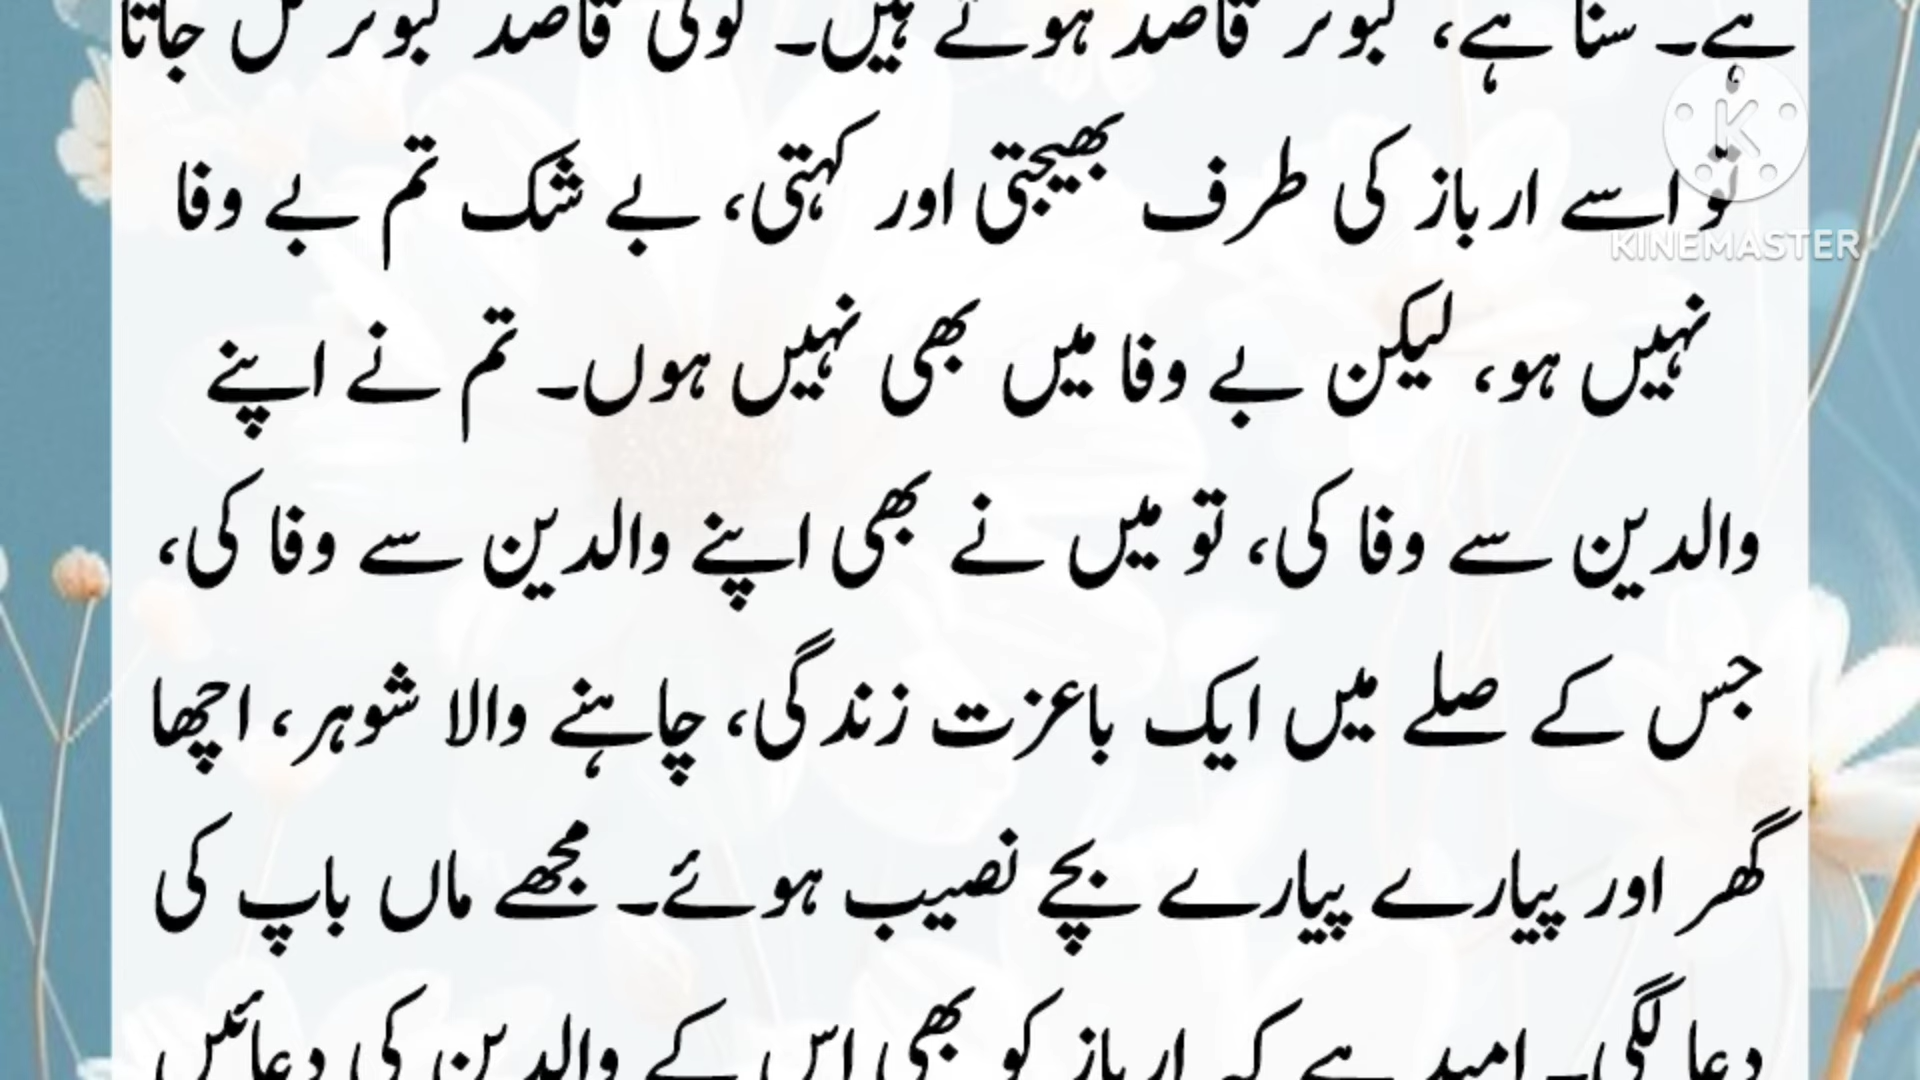 ہے۔ سنا ہے، کبوتر قاصد ہوتے ہیں۔ کوئی قاصد کبوتر مل جاتا
تو اسے ارباز کی طرف بھیجتی اور کہتی، بے شک تم بے وفا
KINEMASTER
نہیں ہو، لیکن بے وفا میں بھی نہیں ہوں۔ تم نے اپنے
والدین سے وفا کی، تو میں نے بھی اپنے والدین سے وفا کی،
جس کے صلے میں ایک باعزت زندگی، چاہنے والا شوہر، اچھا
گھر اور پیارے پیارے بچے نصیب ہوئے۔ مجھے ماں باپ کی
دعا لگی۔ امید ہے کہ ارباز کو بھی اس کے والدین کی دعائیں